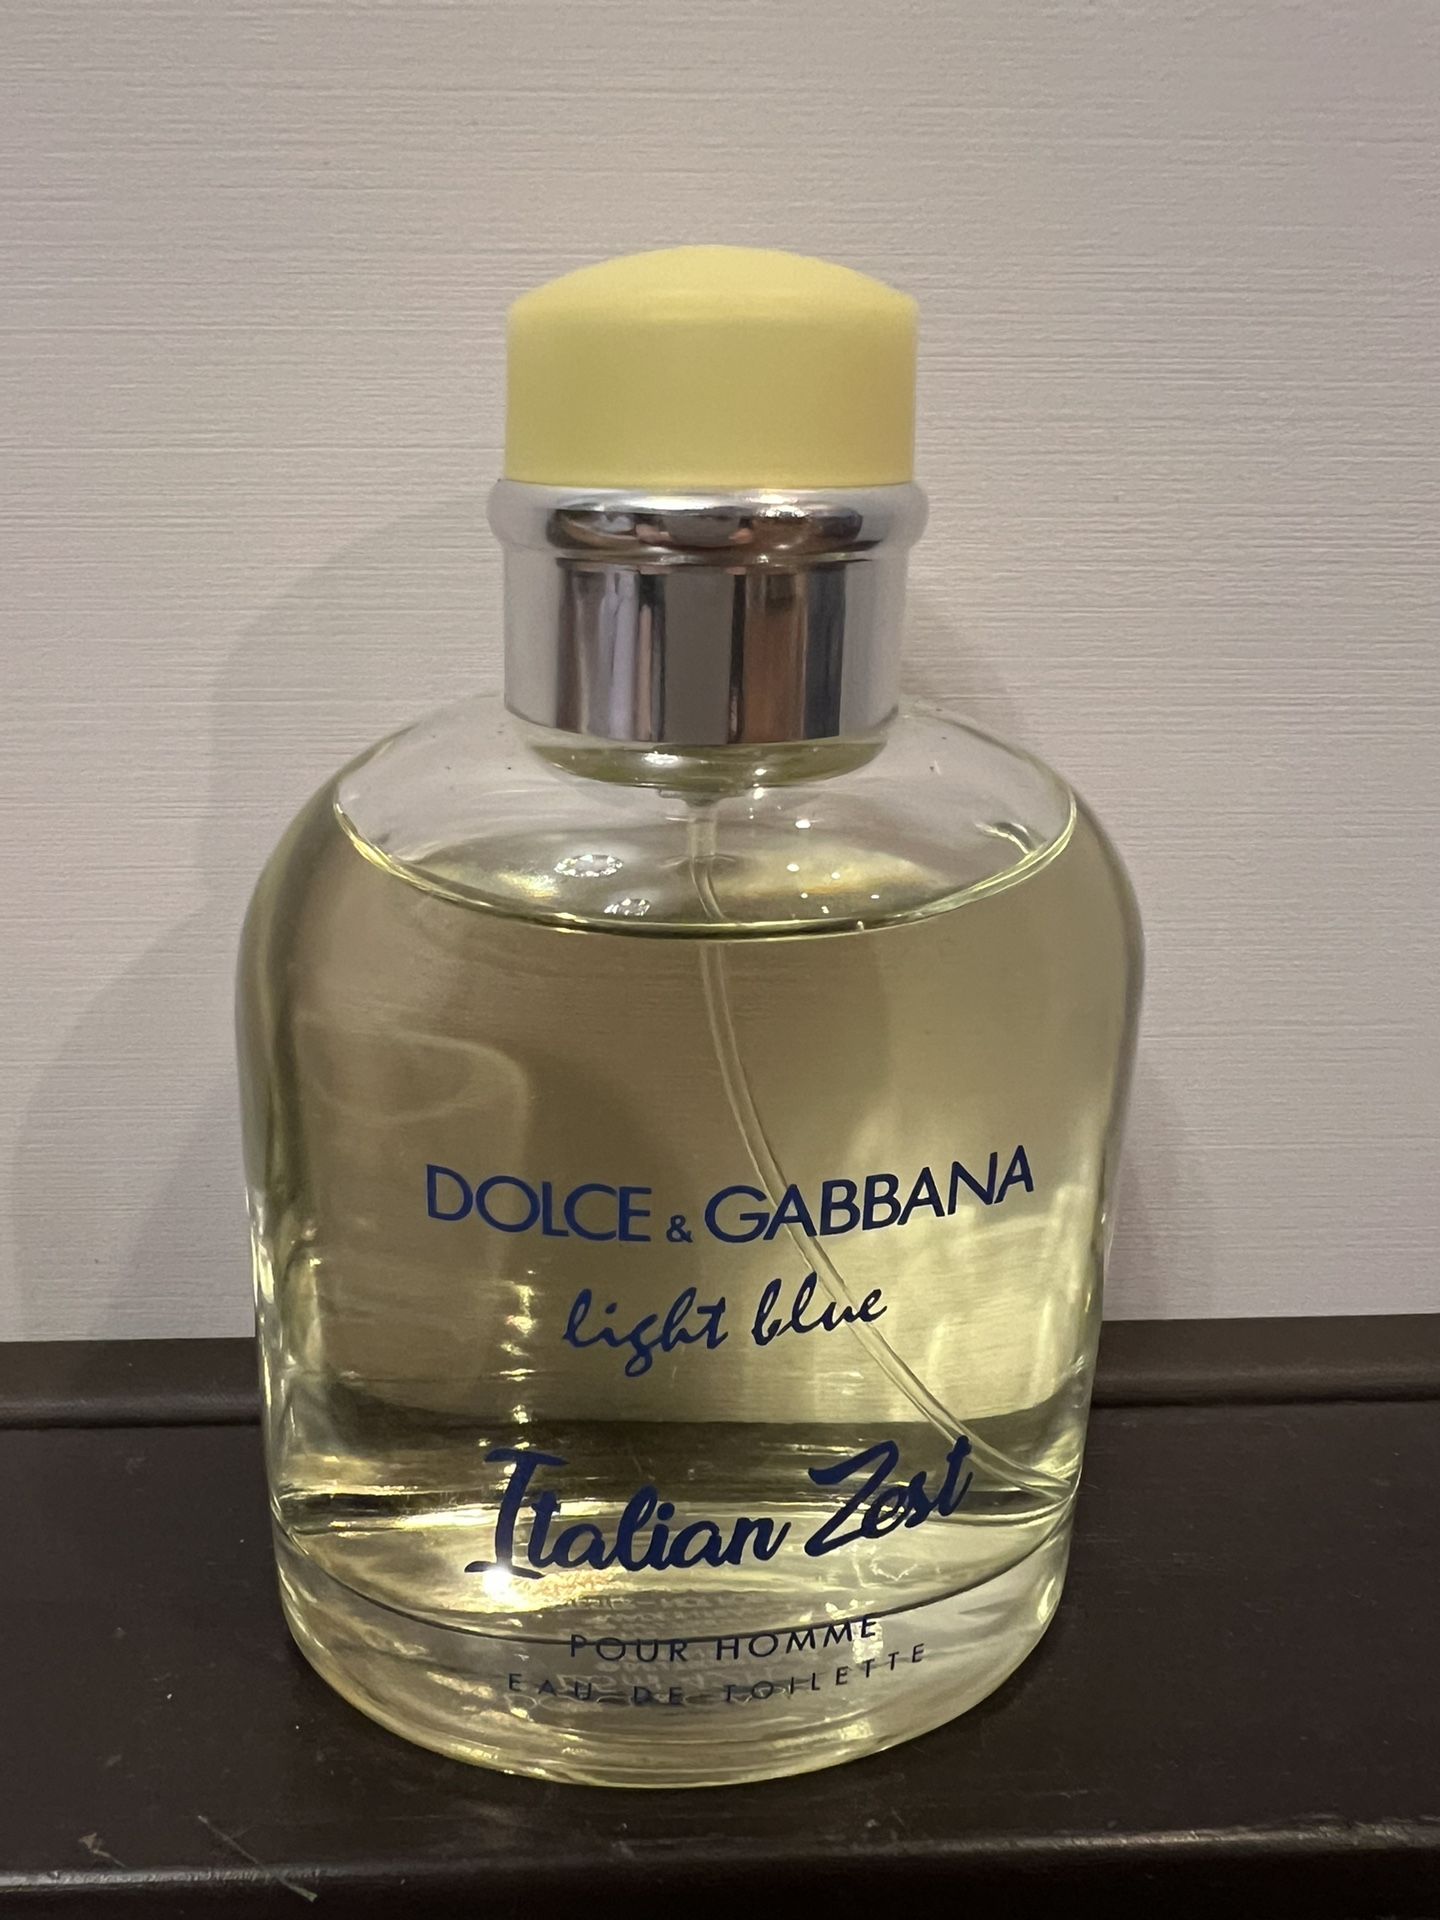 DOLCE & GABBANA
light blue
Italian Zest
POUR HOMME
EAU DE TOILETTE